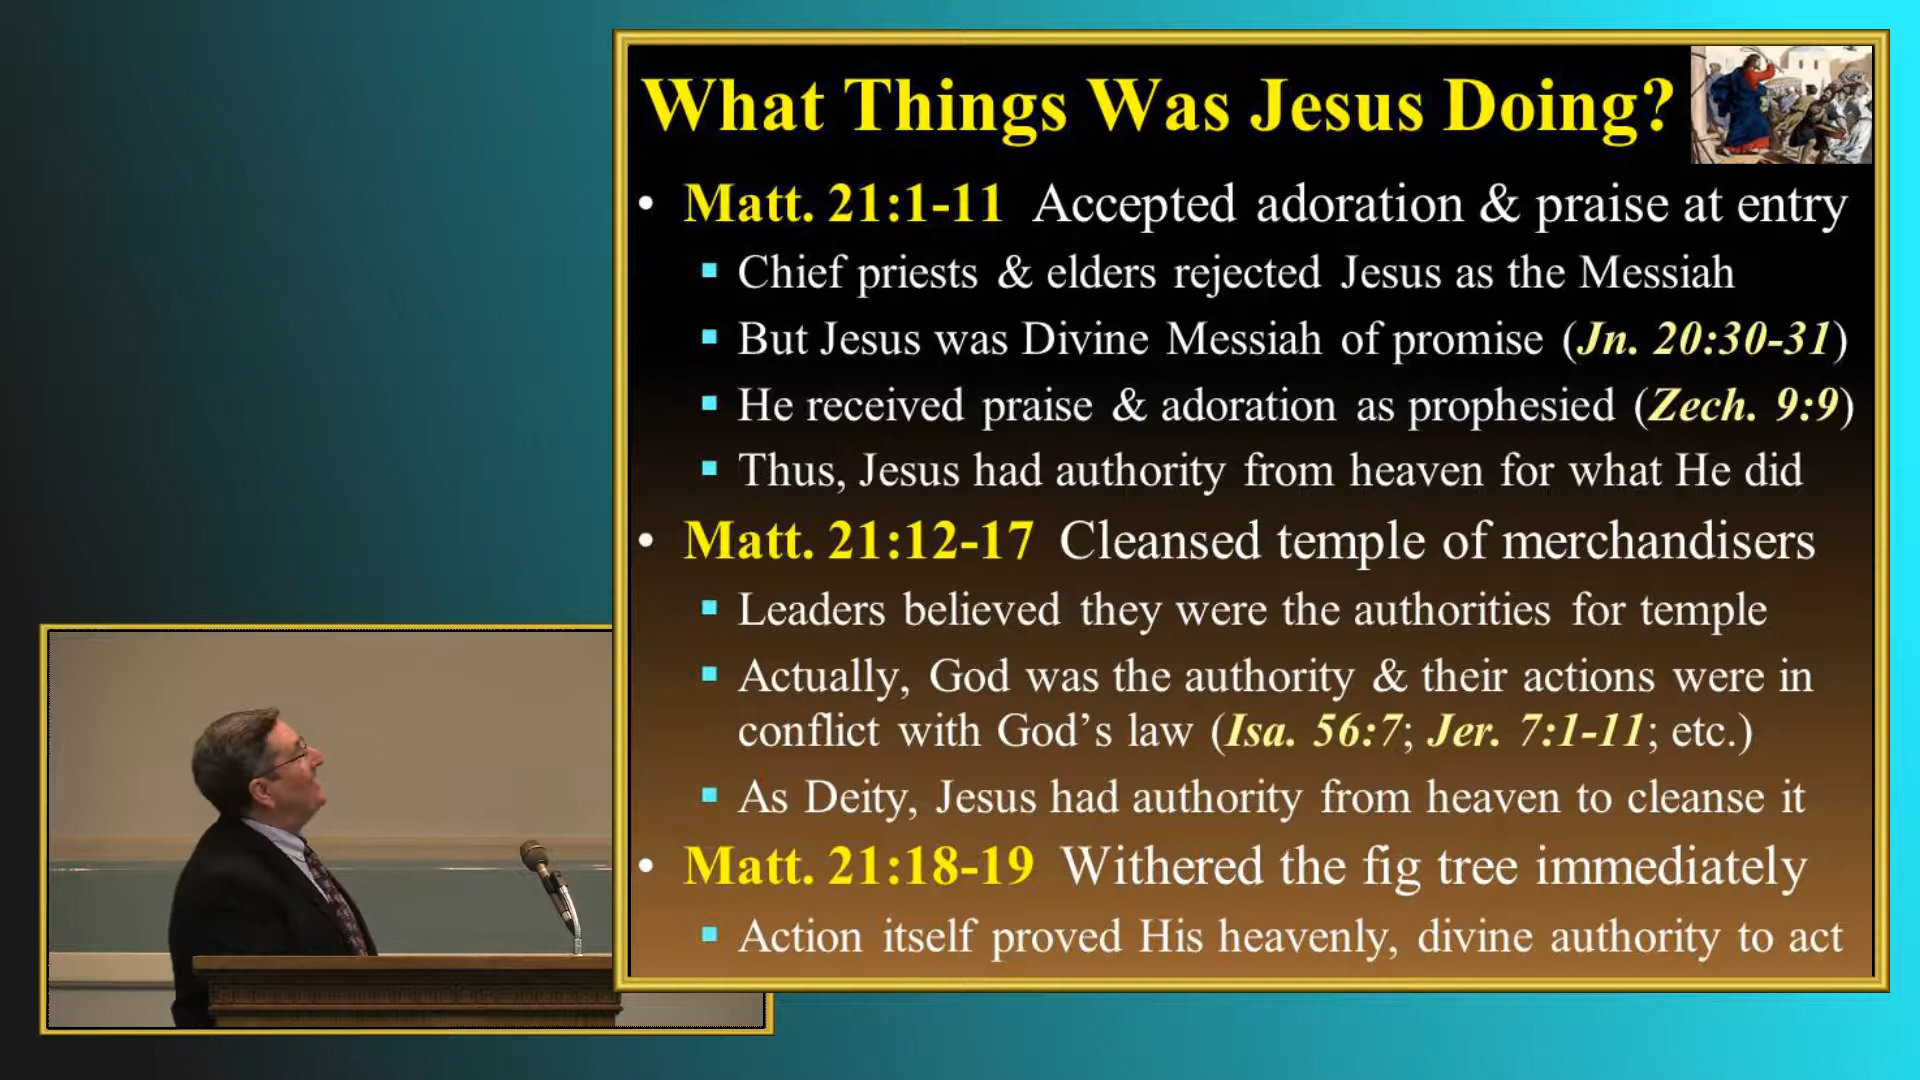 What Things Was Jesus Doing?
• Matt. 21:1-11 Accepted adoration & praise at entry
▪ Chief priests & elders rejected Jesus as the Messiah
▪ But Jesus was Divine Messiah of promise (Jn. 20:30-31)
▪ He received praise & adoration as prophesied (Zech. 9:9)
▪ Thus, Jesus had authority from heaven for what He did
• Matt. 21:12-17 Cleansed temple of merchandisers
▪ Leaders believed they were the authorities for temple
▪ Actually, God was the authority & their actions were in
conflict with God’s law (Isa. 56:7; Jer. 7:1-11; etc.)
▪ As Deity, Jesus had authority from heaven to cleanse it
• Matt. 21:18-19 Withered the fig tree immediately
▪ Action itself proved His heavenly, divine authority to act